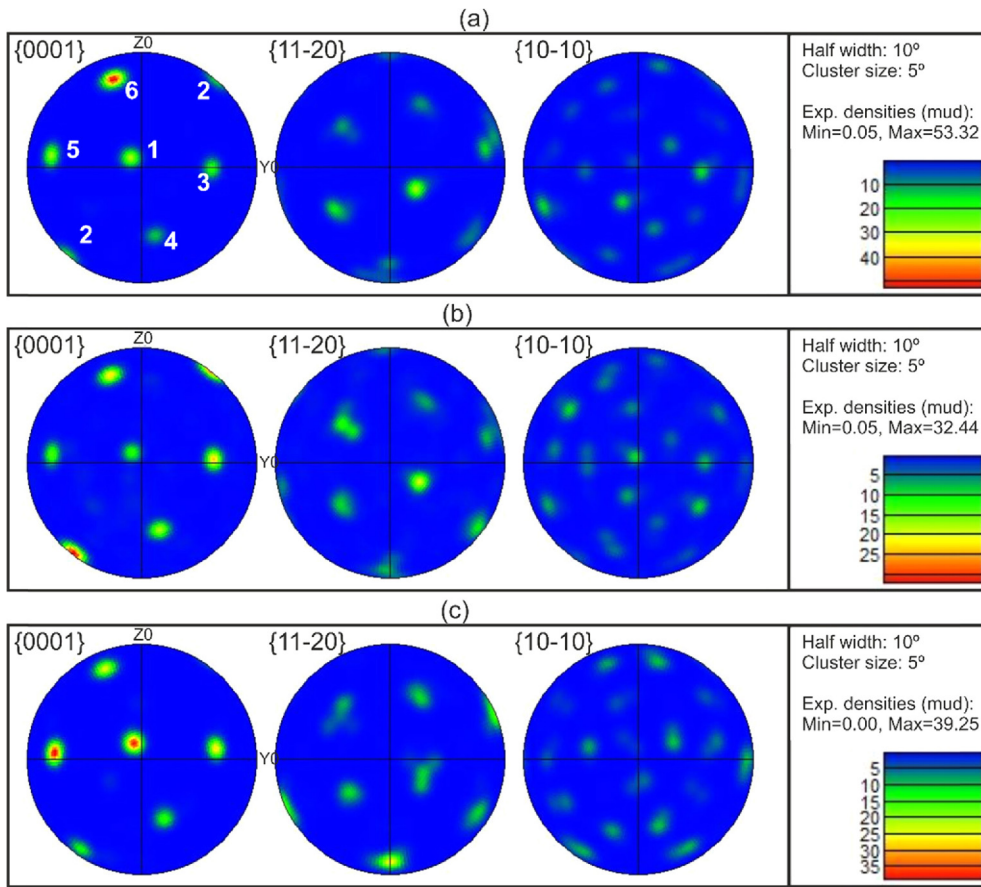 (a)
{0001} Z0 {11-20} {10-10}
6 2
5 1
3
2 4
Y0
Half width: 10º
Cluster size: 5º
Exp. densities (mud):
Min=0.05, Max=53.32
10
20
30
40
(b)
{0001} {11-20} {10-10}
Y0
Half width: 10º
Cluster size: 5º
Exp. densities (mud):
Min=0.05, Max=32.44
5
10
15
20
25
(c)
{0001} Z0 {11-20} {10-10}
Y0
Half width: 10º
Cluster size: 5º
Exp. densities (mud):
Min=0.00, Max=39.25
5
10
15
20
25
30
35